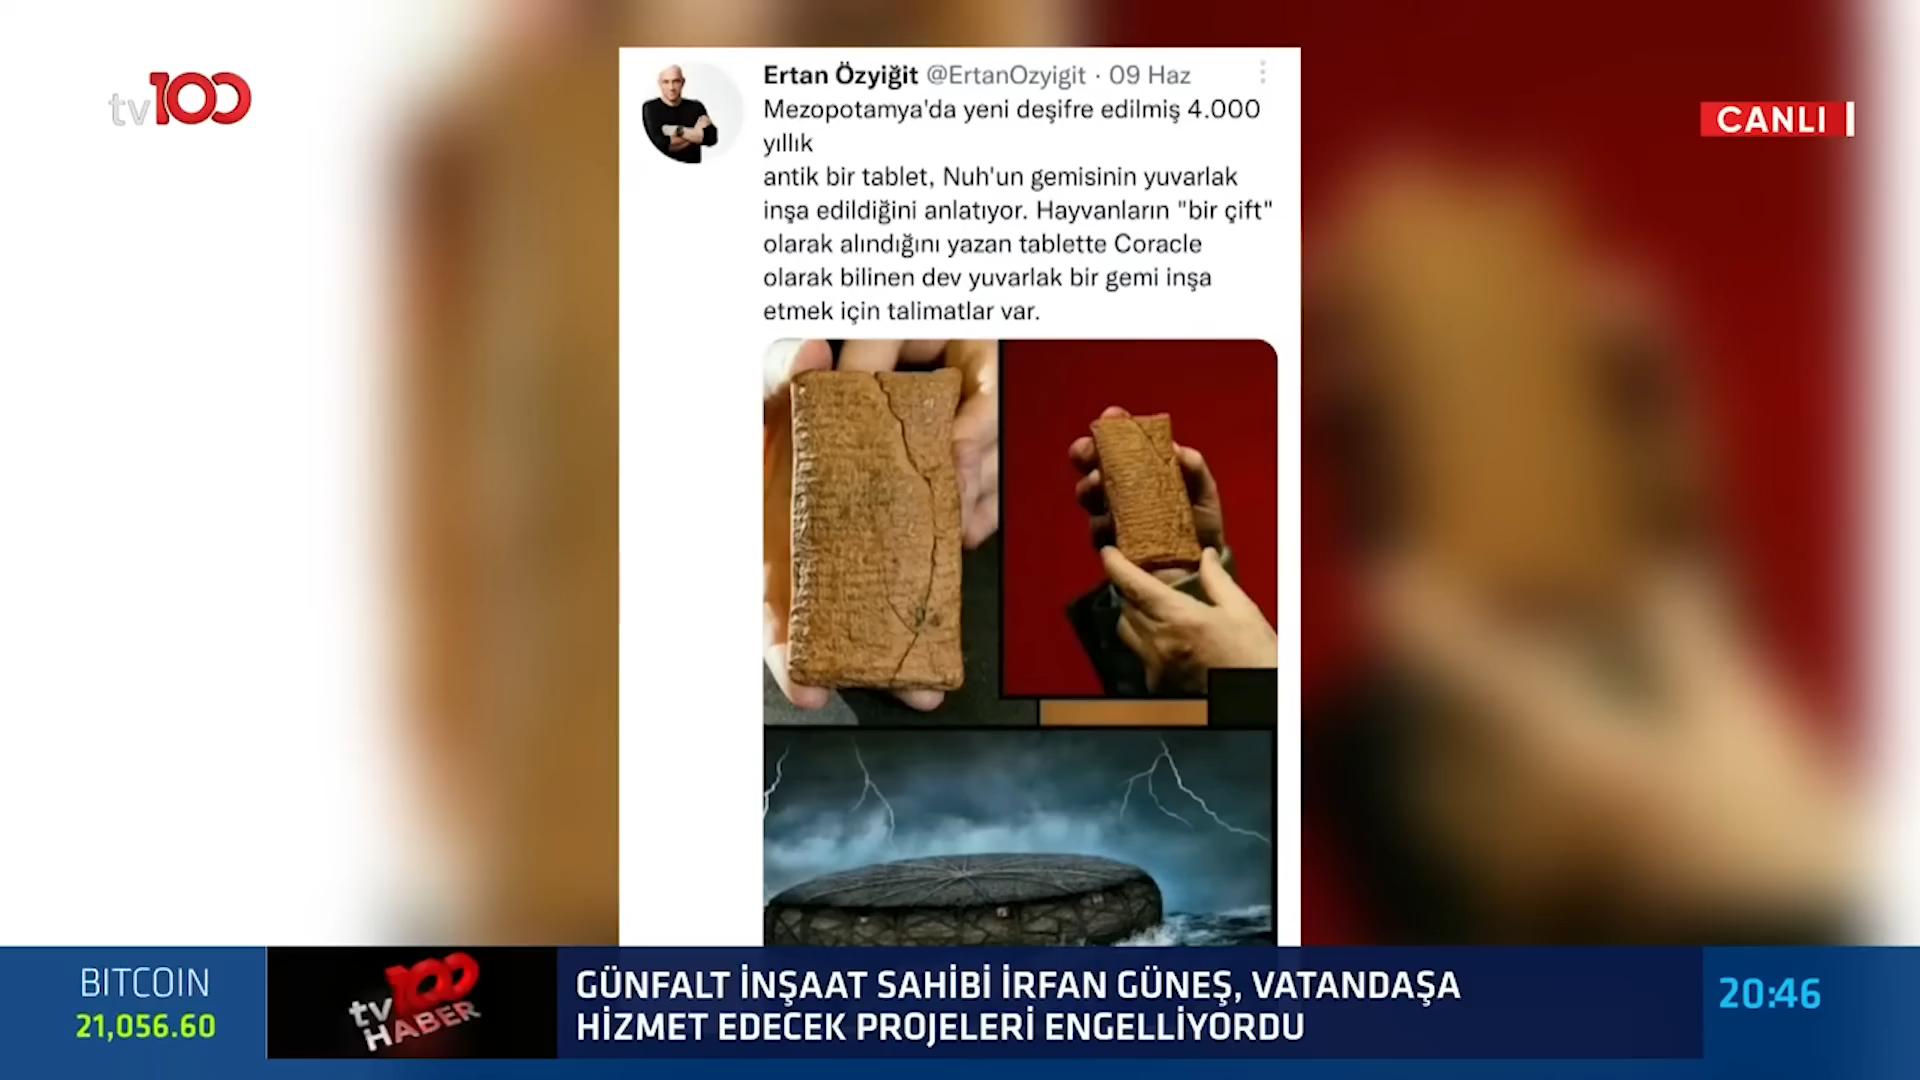 tv100
CANLI
Ertan Özyiğit @ErtanOzyigit · 09 Haz
Mezopotamya'da yeni deşifre edilmiş 4.000
yıllık
antik bir tablet, Nuh'un gemisinin yuvarlak
inşa edildiğini anlatıyor. Hayvanların "bir çift"
olarak alındığını yazan tablette Coracle
olarak bilinen dev yuvarlak bir gemi inşa
etmek için talimatlar var.
BITCOIN
21,056.60
tv100
HABER
GÜNFALT İNŞAAT SAHİBİ İRFAN GÜNEŞ, VATANDAŞA
HİZMET EDECEK PROJELERİ ENGELLİYORDU
20:46